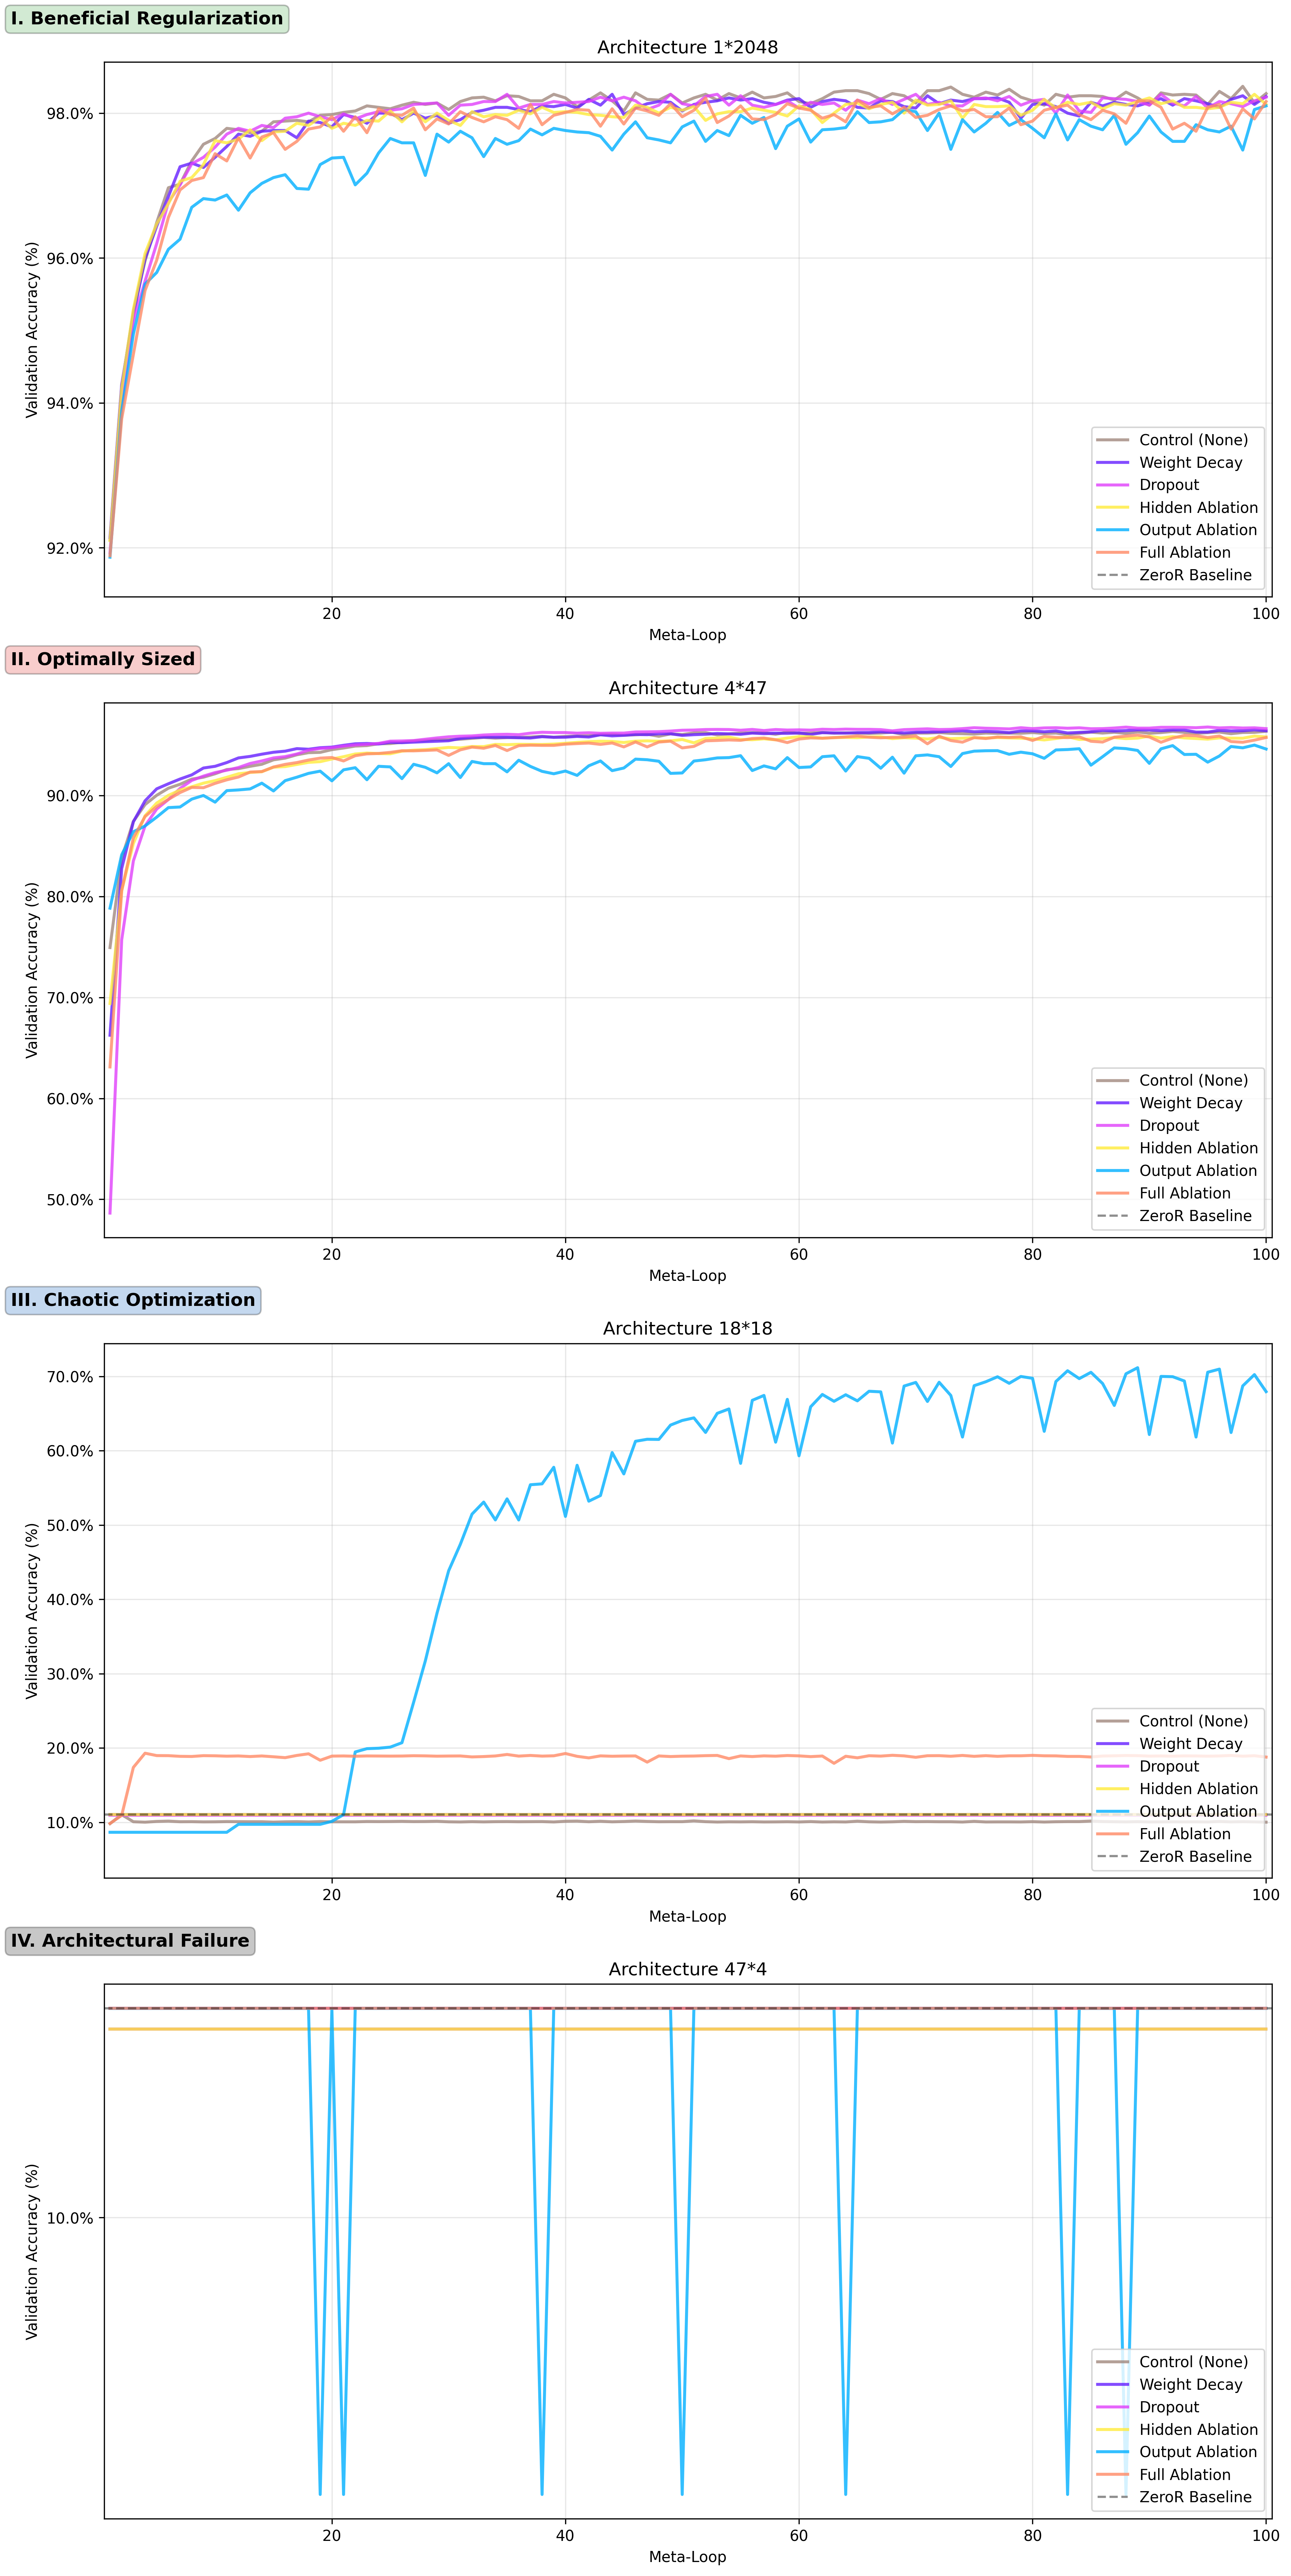 I. Beneficial Regularization
Architecture 1*2048
Validation Accuracy (%)
98.0%
96.0%
94.0%
92.0%
Control (None)
Weight Decay
Dropout
Hidden Ablation
Output Ablation
Full Ablation
ZeroR Baseline
20 40 60 80 100
Meta-Loop
II. Optimally Sized
Architecture 4*47
Validation Accuracy (%)
90.0%
80.0%
70.0%
60.0%
50.0%
Control (None)
Weight Decay
Dropout
Hidden Ablation
Output Ablation
Full Ablation
ZeroR Baseline
20 40 60 80 100
Meta-Loop
III. Chaotic Optimization
Architecture 18*18
Validation Accuracy (%)
70.0%
60.0%
50.0%
40.0%
30.0%
20.0%
10.0%
Control (None)
Weight Decay
Dropout
Hidden Ablation
Output Ablation
Full Ablation
ZeroR Baseline
20 40 60 80 100
Meta-Loop
IV. Architectural Failure
Architecture 47*4
Validation Accuracy (%)
10.0%
Control (None)
Weight Decay
Dropout
Hidden Ablation
Output Ablation
Full Ablation
ZeroR Baseline
20 40 60 80 100
Meta-Loop